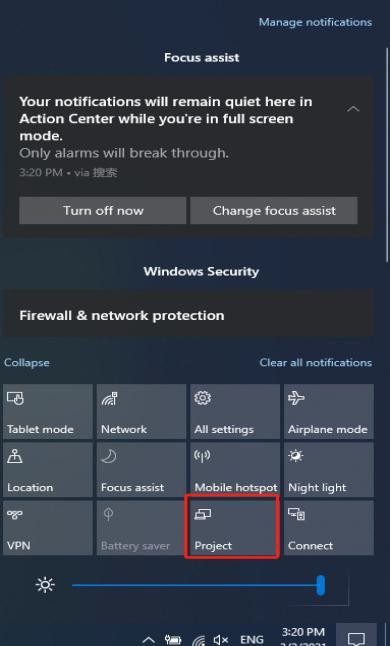 Manage notifications
Focus assist
Your notifications will remain quiet here in
Action Center while you're in full screen
mode.
Only alarms will break through.
3:20 PM • via 搜索
Turn off now Change focus assist
Windows Security
Firewall & network protection
Collapse Clear all notifications
Tablet mode Network All settings Airplane mode
Location Focus assist Mobile hotspot Night light
VPN Battery saver Project Connect
ENG 3:20 PM